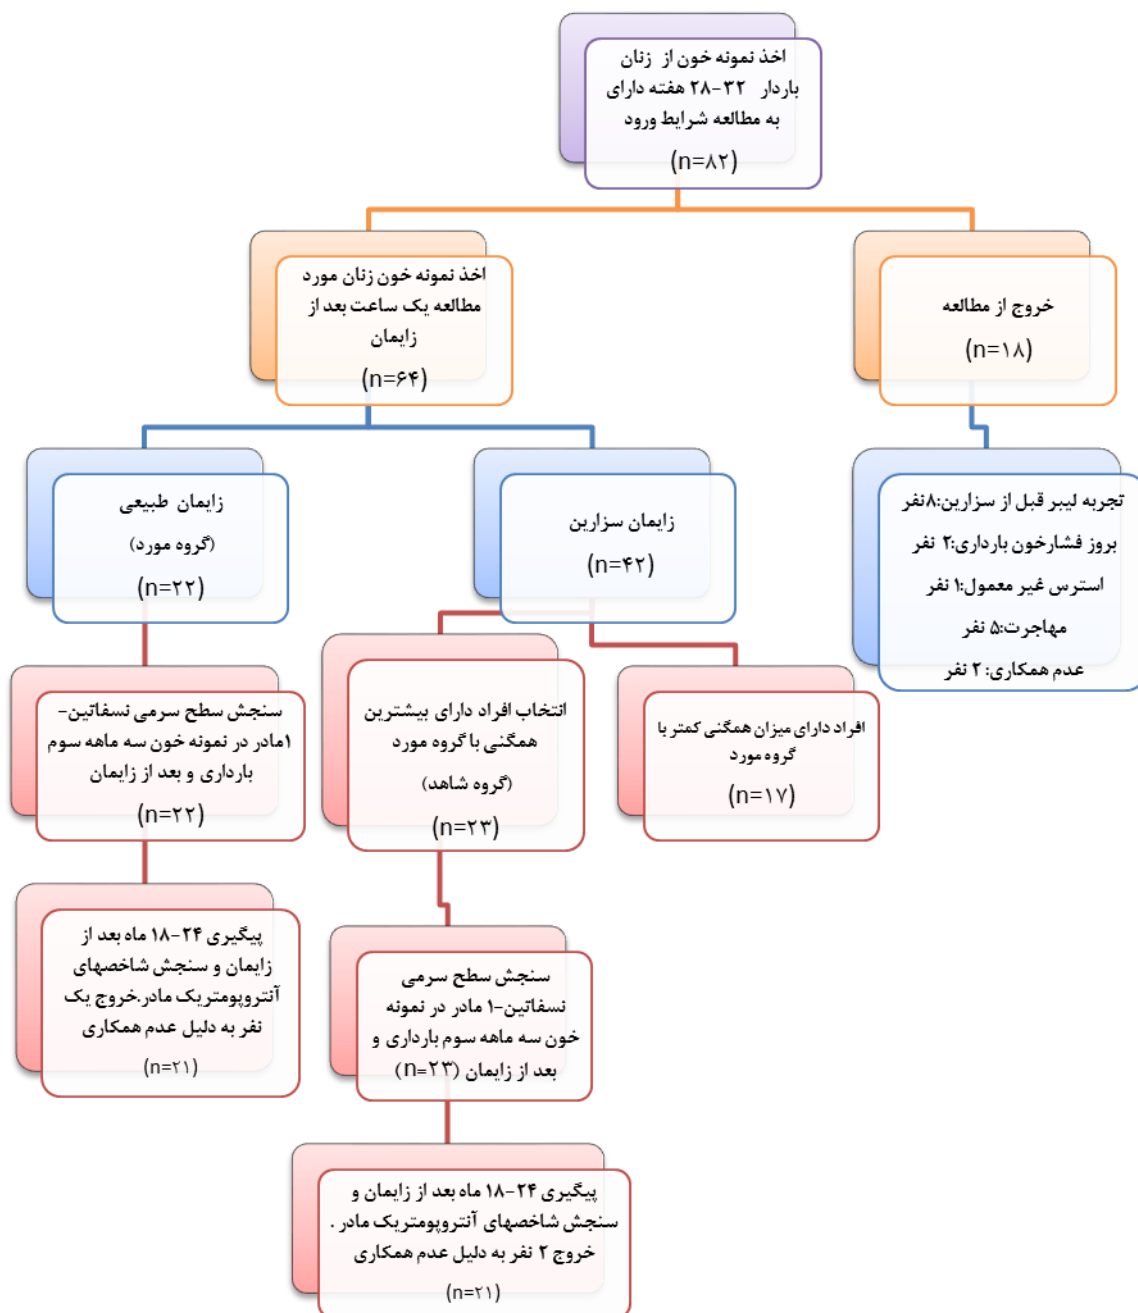 اخذ نمونه خون از زنان
باردار ۳۲-۲۸ هفته دارای
به مطالعه شرایط ورود
(n=۸۲)
اخذ نمونه خون زنان مورد
مطالعه یک ساعت بعد از
زایمان
(n=۶۴)
خروج از مطالعه
(n=۱۸)
زایمان طبیعی
(گروه مورد)
(n=۲۲)
زایمان سزارین
(n=۴۲)
تجربه لیبر قبل از سزارین:۸نفر
بروز فشارخون بارداری:۲ نفر
استرس غیر معمول:۱ نفر
مهاجرت:۵ نفر
عدم همکاری: ۲ نفر
سنجش سطح سرمی نسفاتین-
۱مادر در نمونه خون سه ماهه سوم
بارداری و بعد از زایمان
(n=۲۲)
انتخاب افراد دارای بیشترین
همگنی با گروه مورد
(گروه شاهد)
(n=۲۳)
افراد دارای میزان همگنی کمتر با
گروه مورد
(n=۱۷)
پیگیری ۲۴-۱۸ ماه بعد از
زایمان و سنجش شاخصهای
آنتروپومتریک مادر.خروج یک
نفر به دلیل عدم همکاری
(n=۲۱)
سنجش سطح سرمی
نسفاتین-۱ مادر در نمونه
خون سه ماهه سوم بارداری و
بعد از زایمان (n=۲۳)
پیگیری ۲۴-۱۸ ماه بعد از زایمان و
سنجش شاخصهای آنتروپومتریک مادر .
خروج ۲ نفر به دلیل عدم همکاری
(n=۲۱)